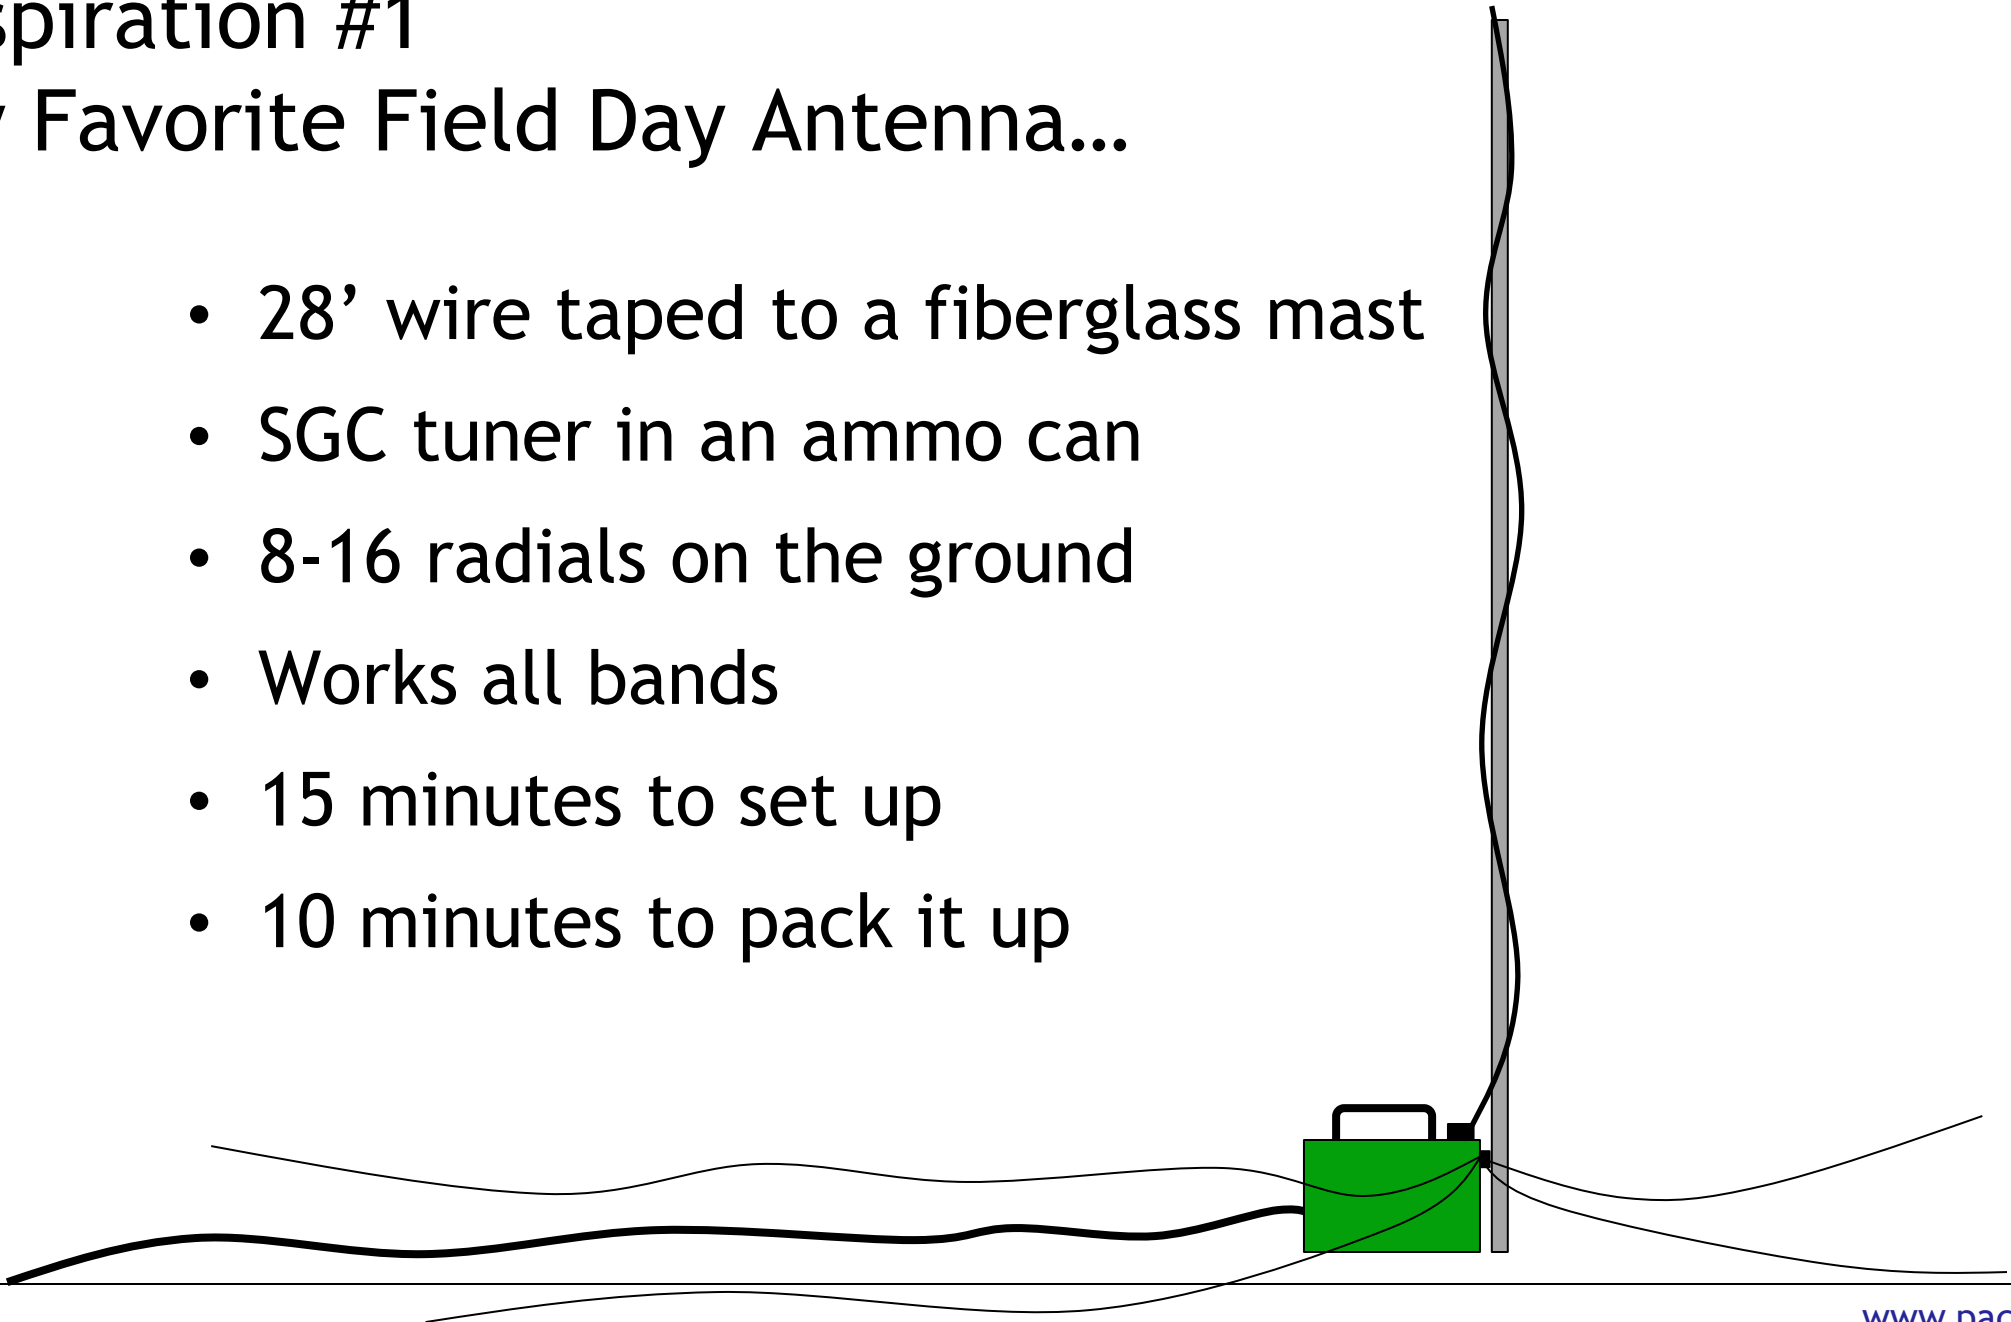 spiration #1
Favorite Field Day Antenna…
• 28’ wire taped to a fiberglass mast
• SGC tuner in an ammo can
• 8-16 radials on the ground
• Works all bands
• 15 minutes to set up
• 10 minutes to pack it up
www.pac